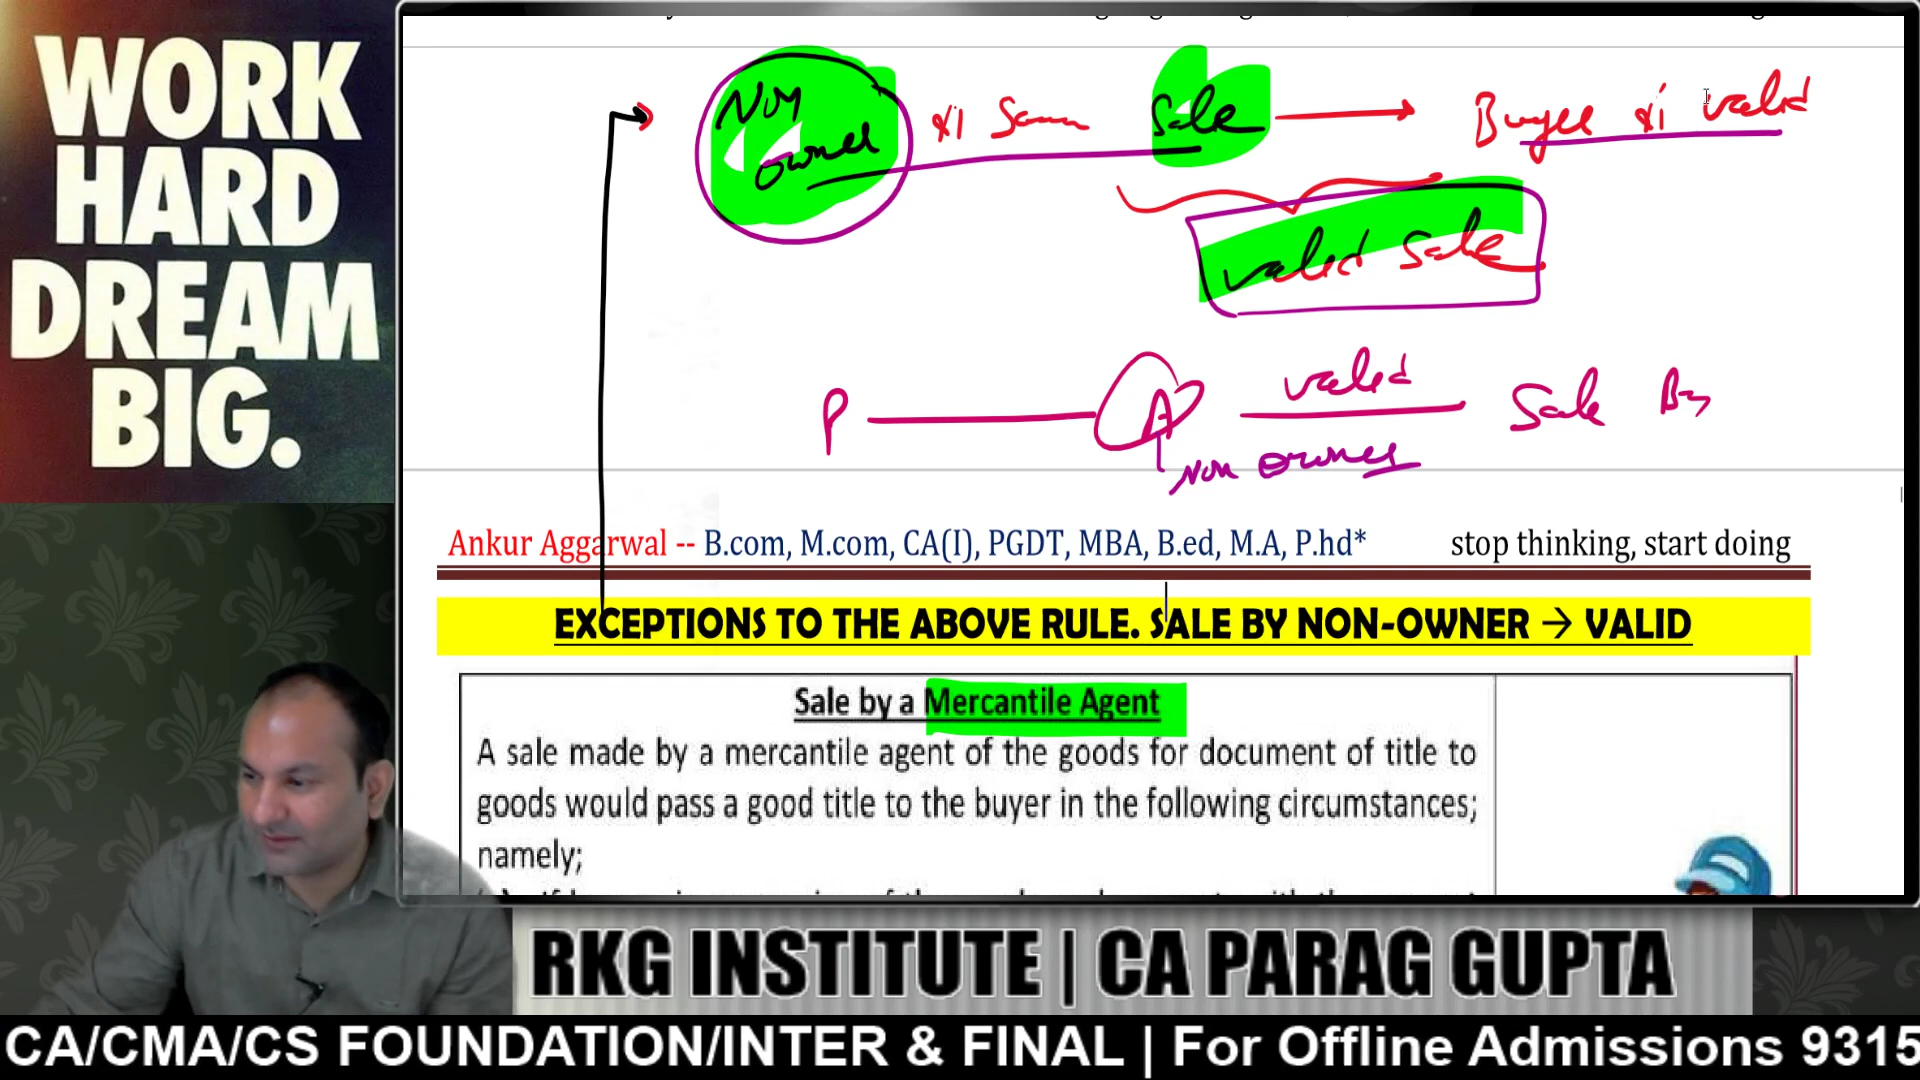 WORK
HARD
DREAM
BIG.
Non owner Sale Buyer valid
valid Sale
P A valid Sale By
Non owner
Ankur Aggarwal -- B.com, M.com, CA(I), PGDT, MBA, B.ed, M.A, P.hd* stop thinking, start doing
EXCEPTIONS TO THE ABOVE RULE. SALE BY NON-OWNER → VALID
Sale by a Mercantile Agent
A sale made by a mercantile agent of the goods for document of title to
goods would pass a good title to the buyer in the following circumstances;
namely;
RKG INSTITUTE | CA PARAG GUPTA
CA/CMA/CS FOUNDATION/INTER & FINAL | For Offline Admissions 9315